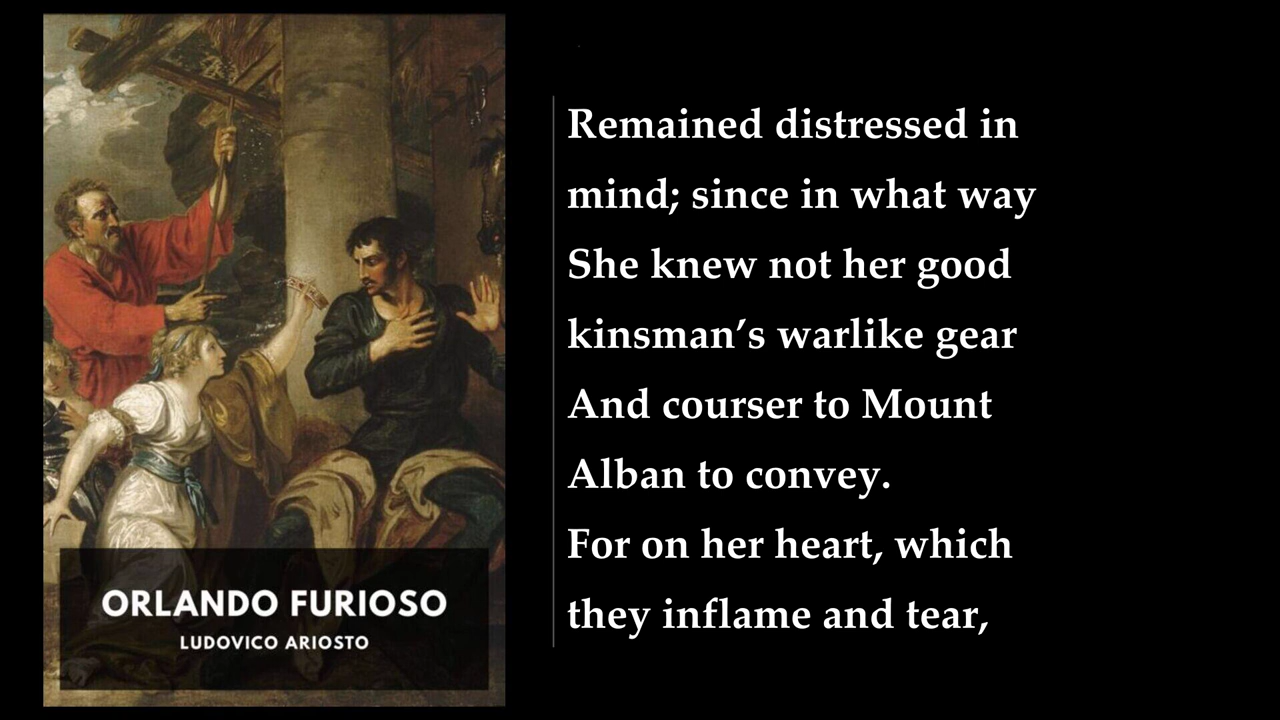 Remained distressed in
mind; since in what way
She knew not her good
kinsman’s warlike gear
And courser to Mount
Alban to convey.
For on her heart, which
they inflame and tear,
ORLANDO FURIOSO
LUDOVICO ARIOSTO